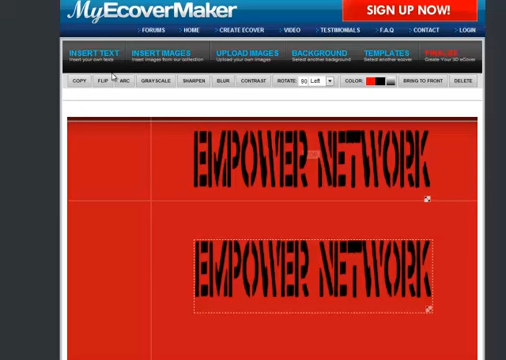 MyEcoverMaker
SIGN UP NOW!
› FORUMS › HOME › CREATE ECOVER › VIDEO › TESTIMONIALS › F.A.Q › CONTACT › LOGIN
INSERT TEXT INSERT IMAGES UPLOAD IMAGES BACKGROUND TEMPLATES FINALIZE
Insert your own texts Insert images from our collection Upload your own images Select another background Select another ecover Create Your 3D eCover
COPY FLIP ARC GRAYSCALE SHARPEN BLUR CONTRAST ROTATE: 90 Left COLOR: BRING TO FRONT DELETE
EMPOWER NETWORK
EMPOWER NETWORK